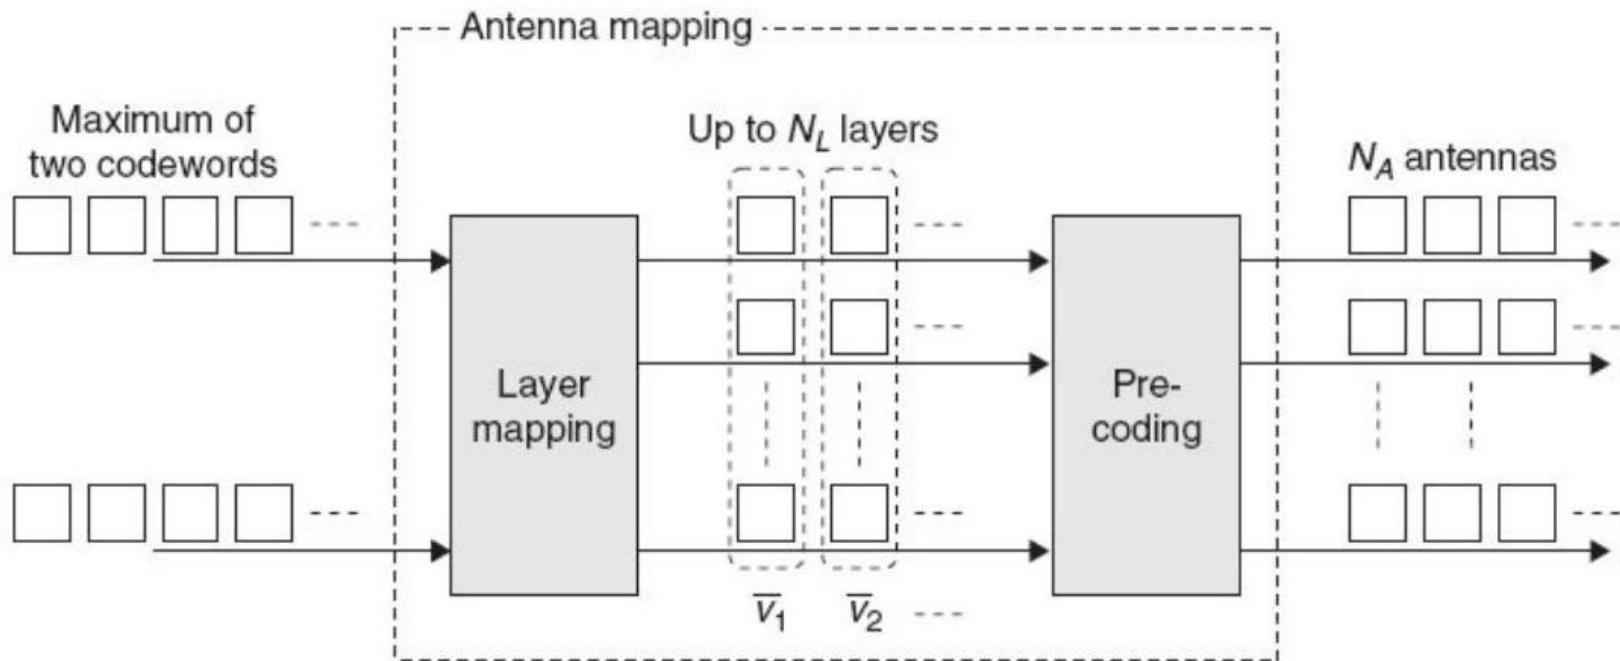 Antenna mapping
Maximum of
two codewords
Up to N_L layers
N_A antennas
Layer
mapping
Pre-
coding
v̅₁ v̅₂